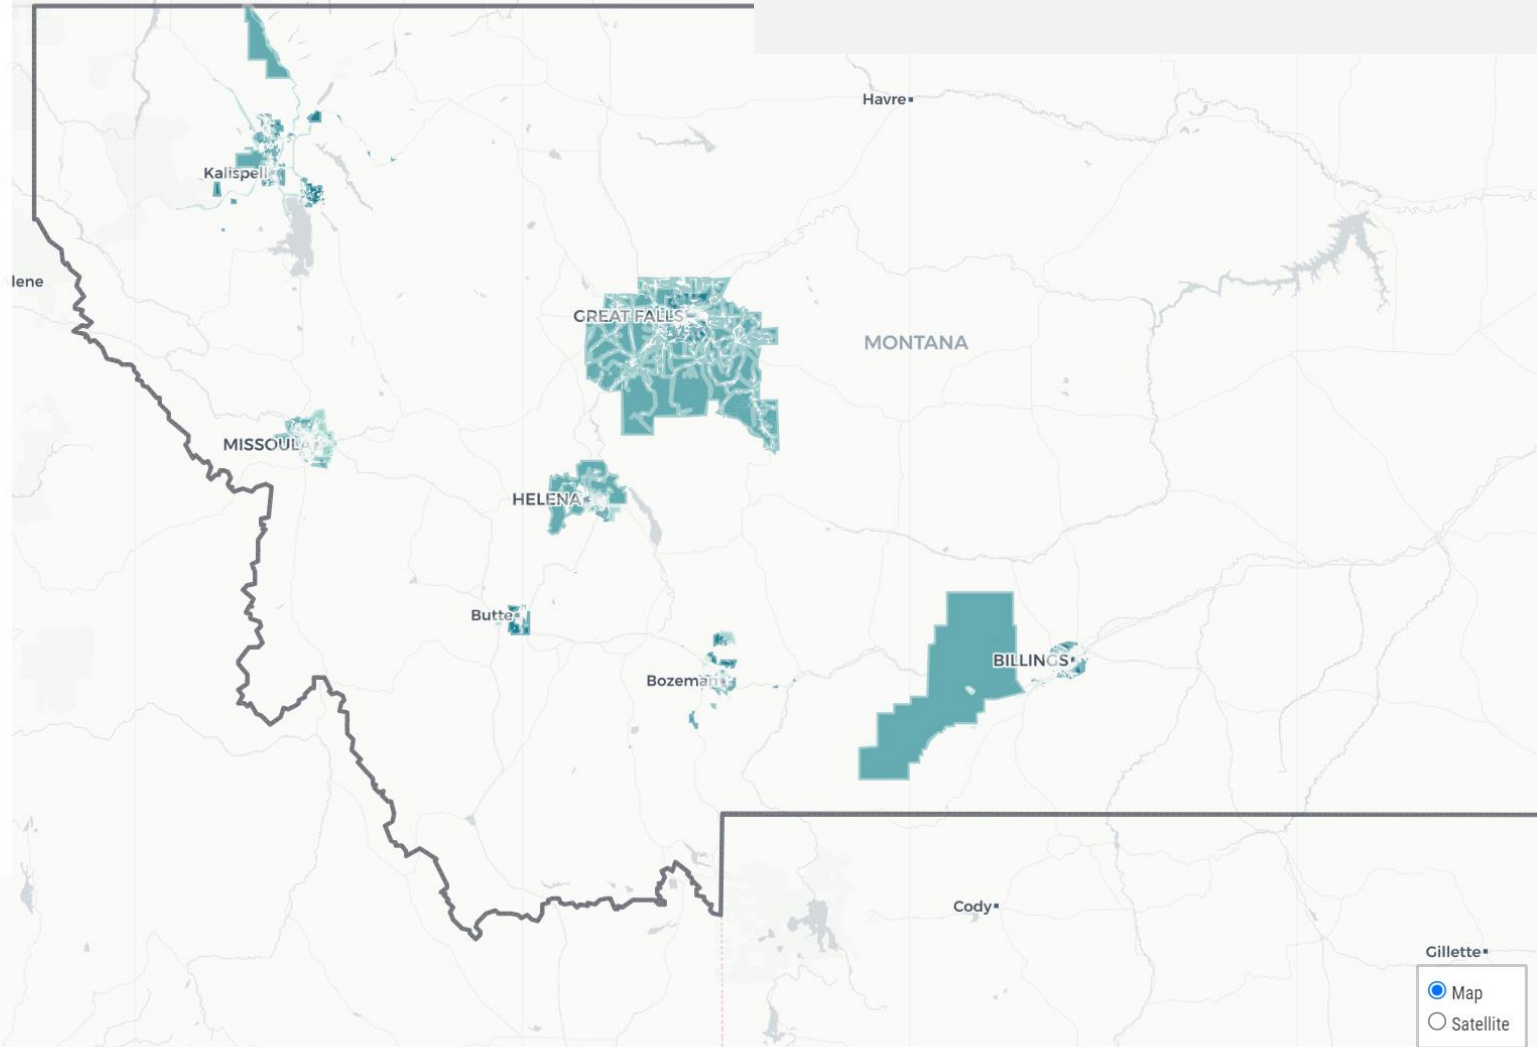 Havre
Kalispell
lene
GREAT FALLS
MONTANA
MISSOULA
HELENA
Butte
BILLINGS
Bozeman
Cody
Gillette
Map
Satellite